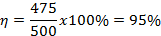 η = 475/500 x100% = 95%